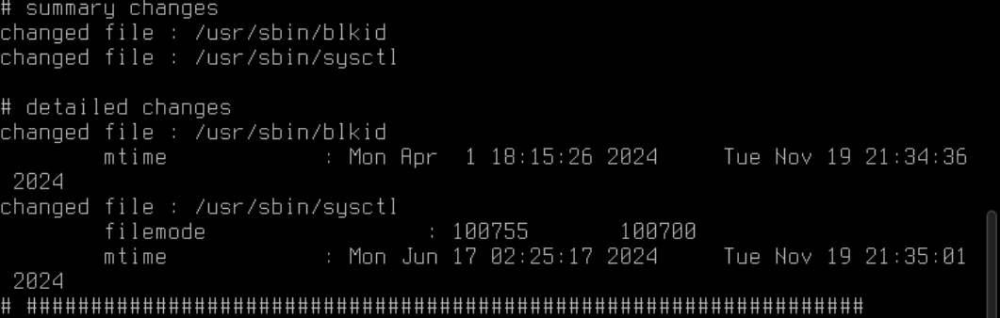 # summary changes
changed file : /usr/sbin/blkid
changed file : /usr/sbin/sysctl
# detailed changes
changed file : /usr/sbin/blkid
mtime : Mon Apr 1 18:15:26 2024 Tue Nov 19 21:34:36
2024
changed file : /usr/sbin/sysctl
filemode : 100755 100700
mtime : Mon Jun 17 02:25:17 2024 Tue Nov 19 21:35:01
2024
# #################################################################